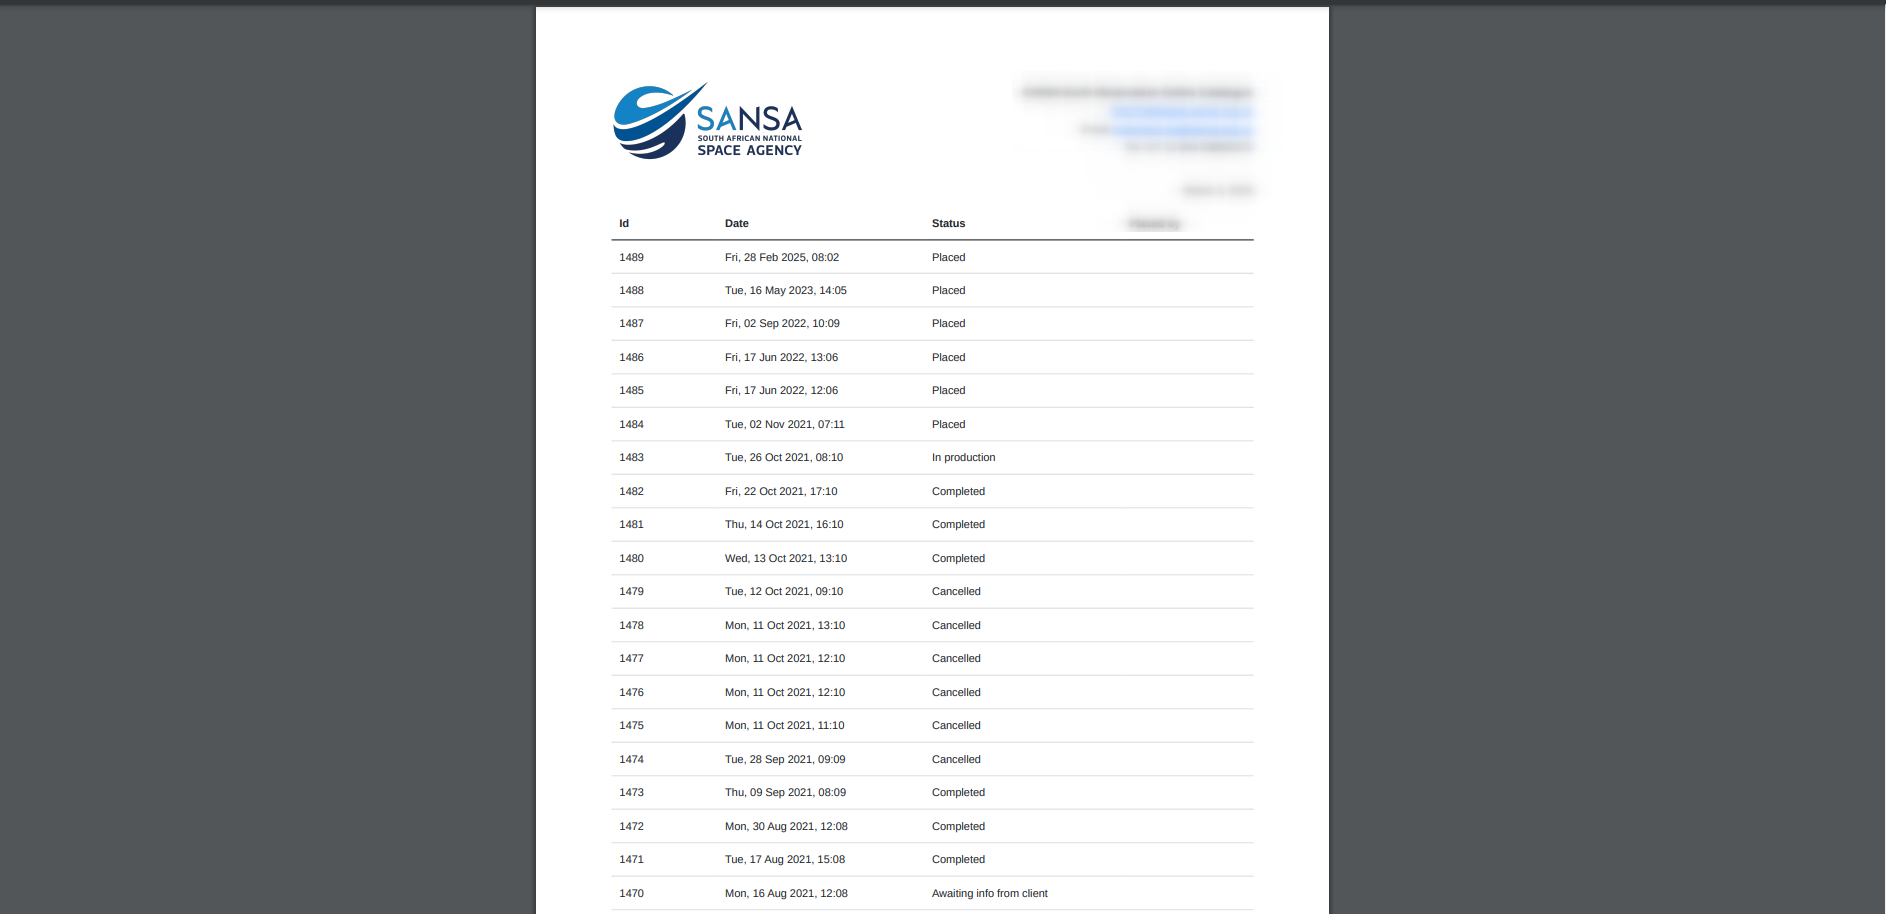 SANSA
SOUTH AFRICAN NATIONAL
SPACE AGENCY
Id Date Status
1489 Fri, 28 Feb 2025, 08:02 Placed
1488 Tue, 16 May 2023, 14:05 Placed
1487 Fri, 02 Sep 2022, 10:09 Placed
1486 Fri, 17 Jun 2022, 13:06 Placed
1485 Fri, 17 Jun 2022, 12:06 Placed
1484 Tue, 02 Nov 2021, 07:11 Placed
1483 Tue, 26 Oct 2021, 08:10 In production
1482 Fri, 22 Oct 2021, 17:10 Completed
1481 Thu, 14 Oct 2021, 16:10 Completed
1480 Wed, 13 Oct 2021, 13:10 Completed
1479 Tue, 12 Oct 2021, 09:10 Cancelled
1478 Mon, 11 Oct 2021, 13:10 Cancelled
1477 Mon, 11 Oct 2021, 12:10 Cancelled
1476 Mon, 11 Oct 2021, 12:10 Cancelled
1475 Mon, 11 Oct 2021, 11:10 Cancelled
1474 Tue, 28 Sep 2021, 09:09 Cancelled
1473 Thu, 09 Sep 2021, 08:09 Completed
1472 Mon, 30 Aug 2021, 12:08 Completed
1471 Tue, 17 Aug 2021, 15:08 Completed
1470 Mon, 16 Aug 2021, 12:08 Awaiting info from client